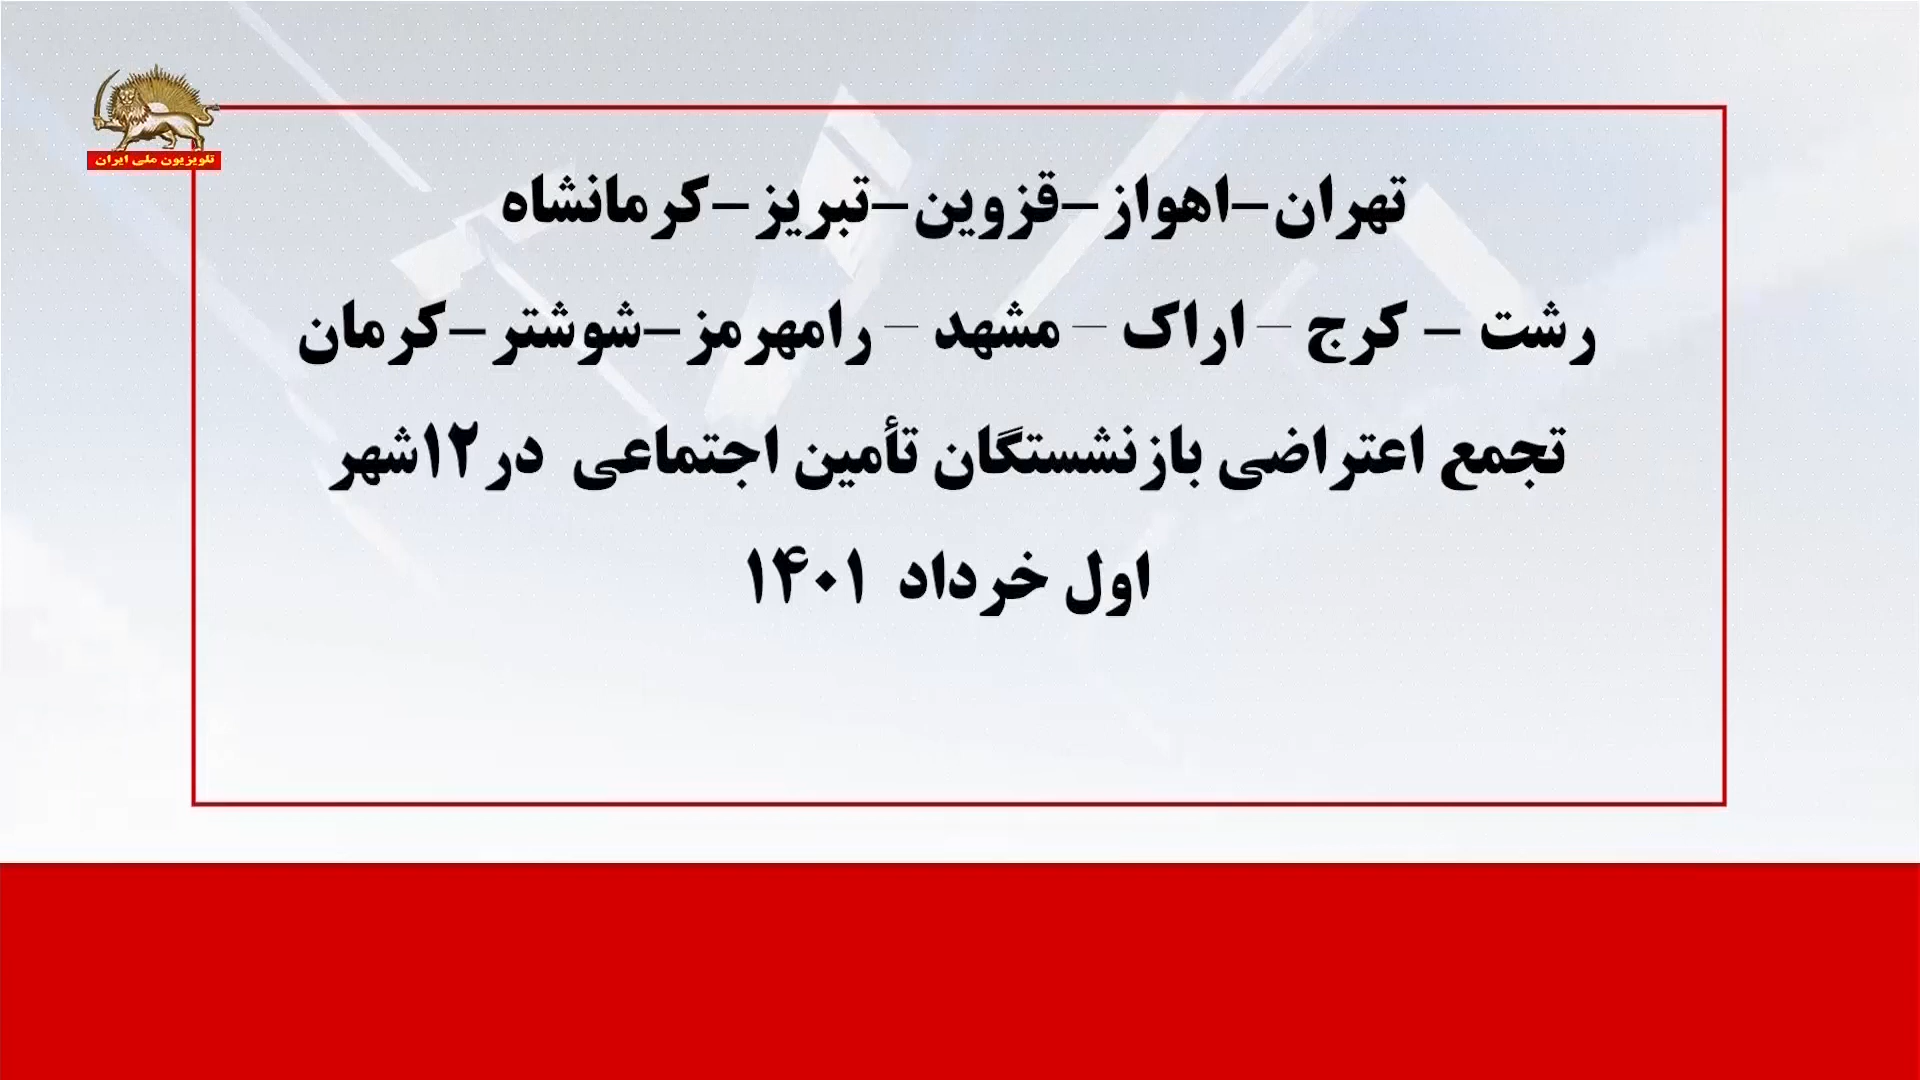 تلویزیون ملی ایران
تهران-اهواز-قزوین-تبریز-کرمانشاه
رشت - کرج – اراک – مشهد – رامهرمز-شوشتر-کرمان
تجمع اعتراضی بازنشستگان تأمین اجتماعی در۱۲شهر
اول خرداد ۱۴۰۱